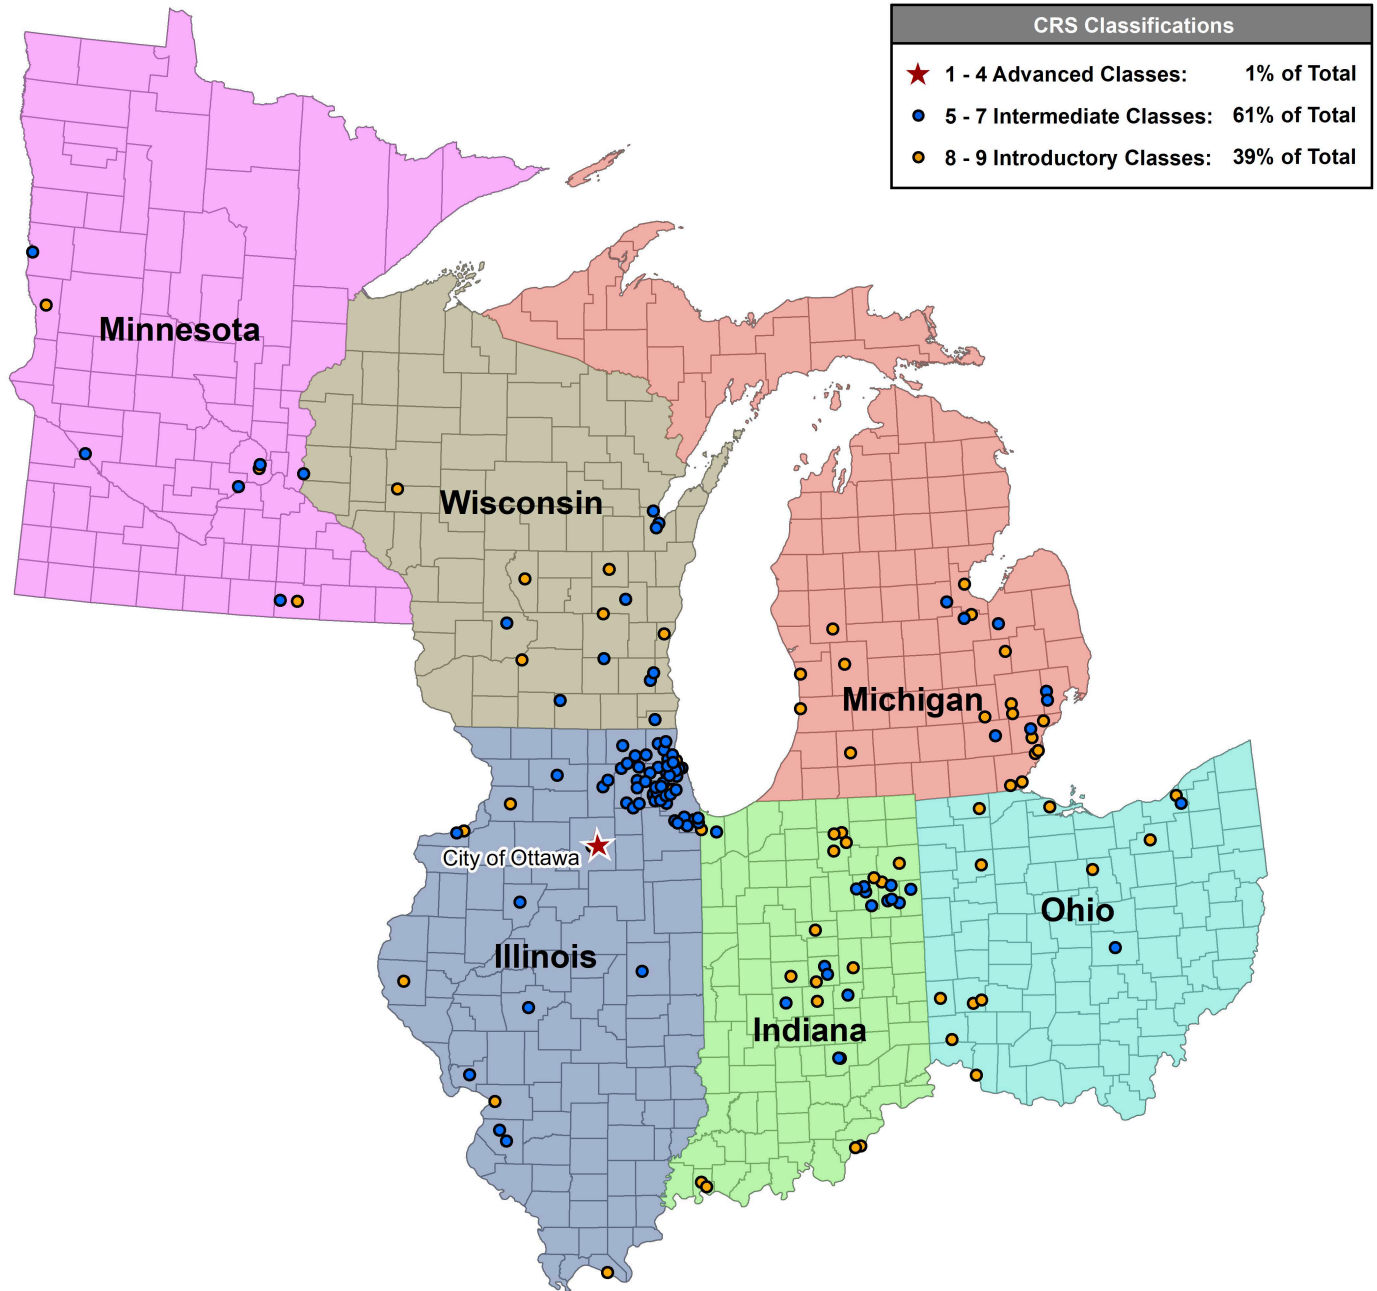 CRS Classifications
1 - 4 Advanced Classes: 1% of Total
5 - 7 Intermediate Classes: 61% of Total
8 - 9 Introductory Classes: 39% of Total
Minnesota
Wisconsin
Michigan
City of Ottawa
Ohio
Illinois
Indiana